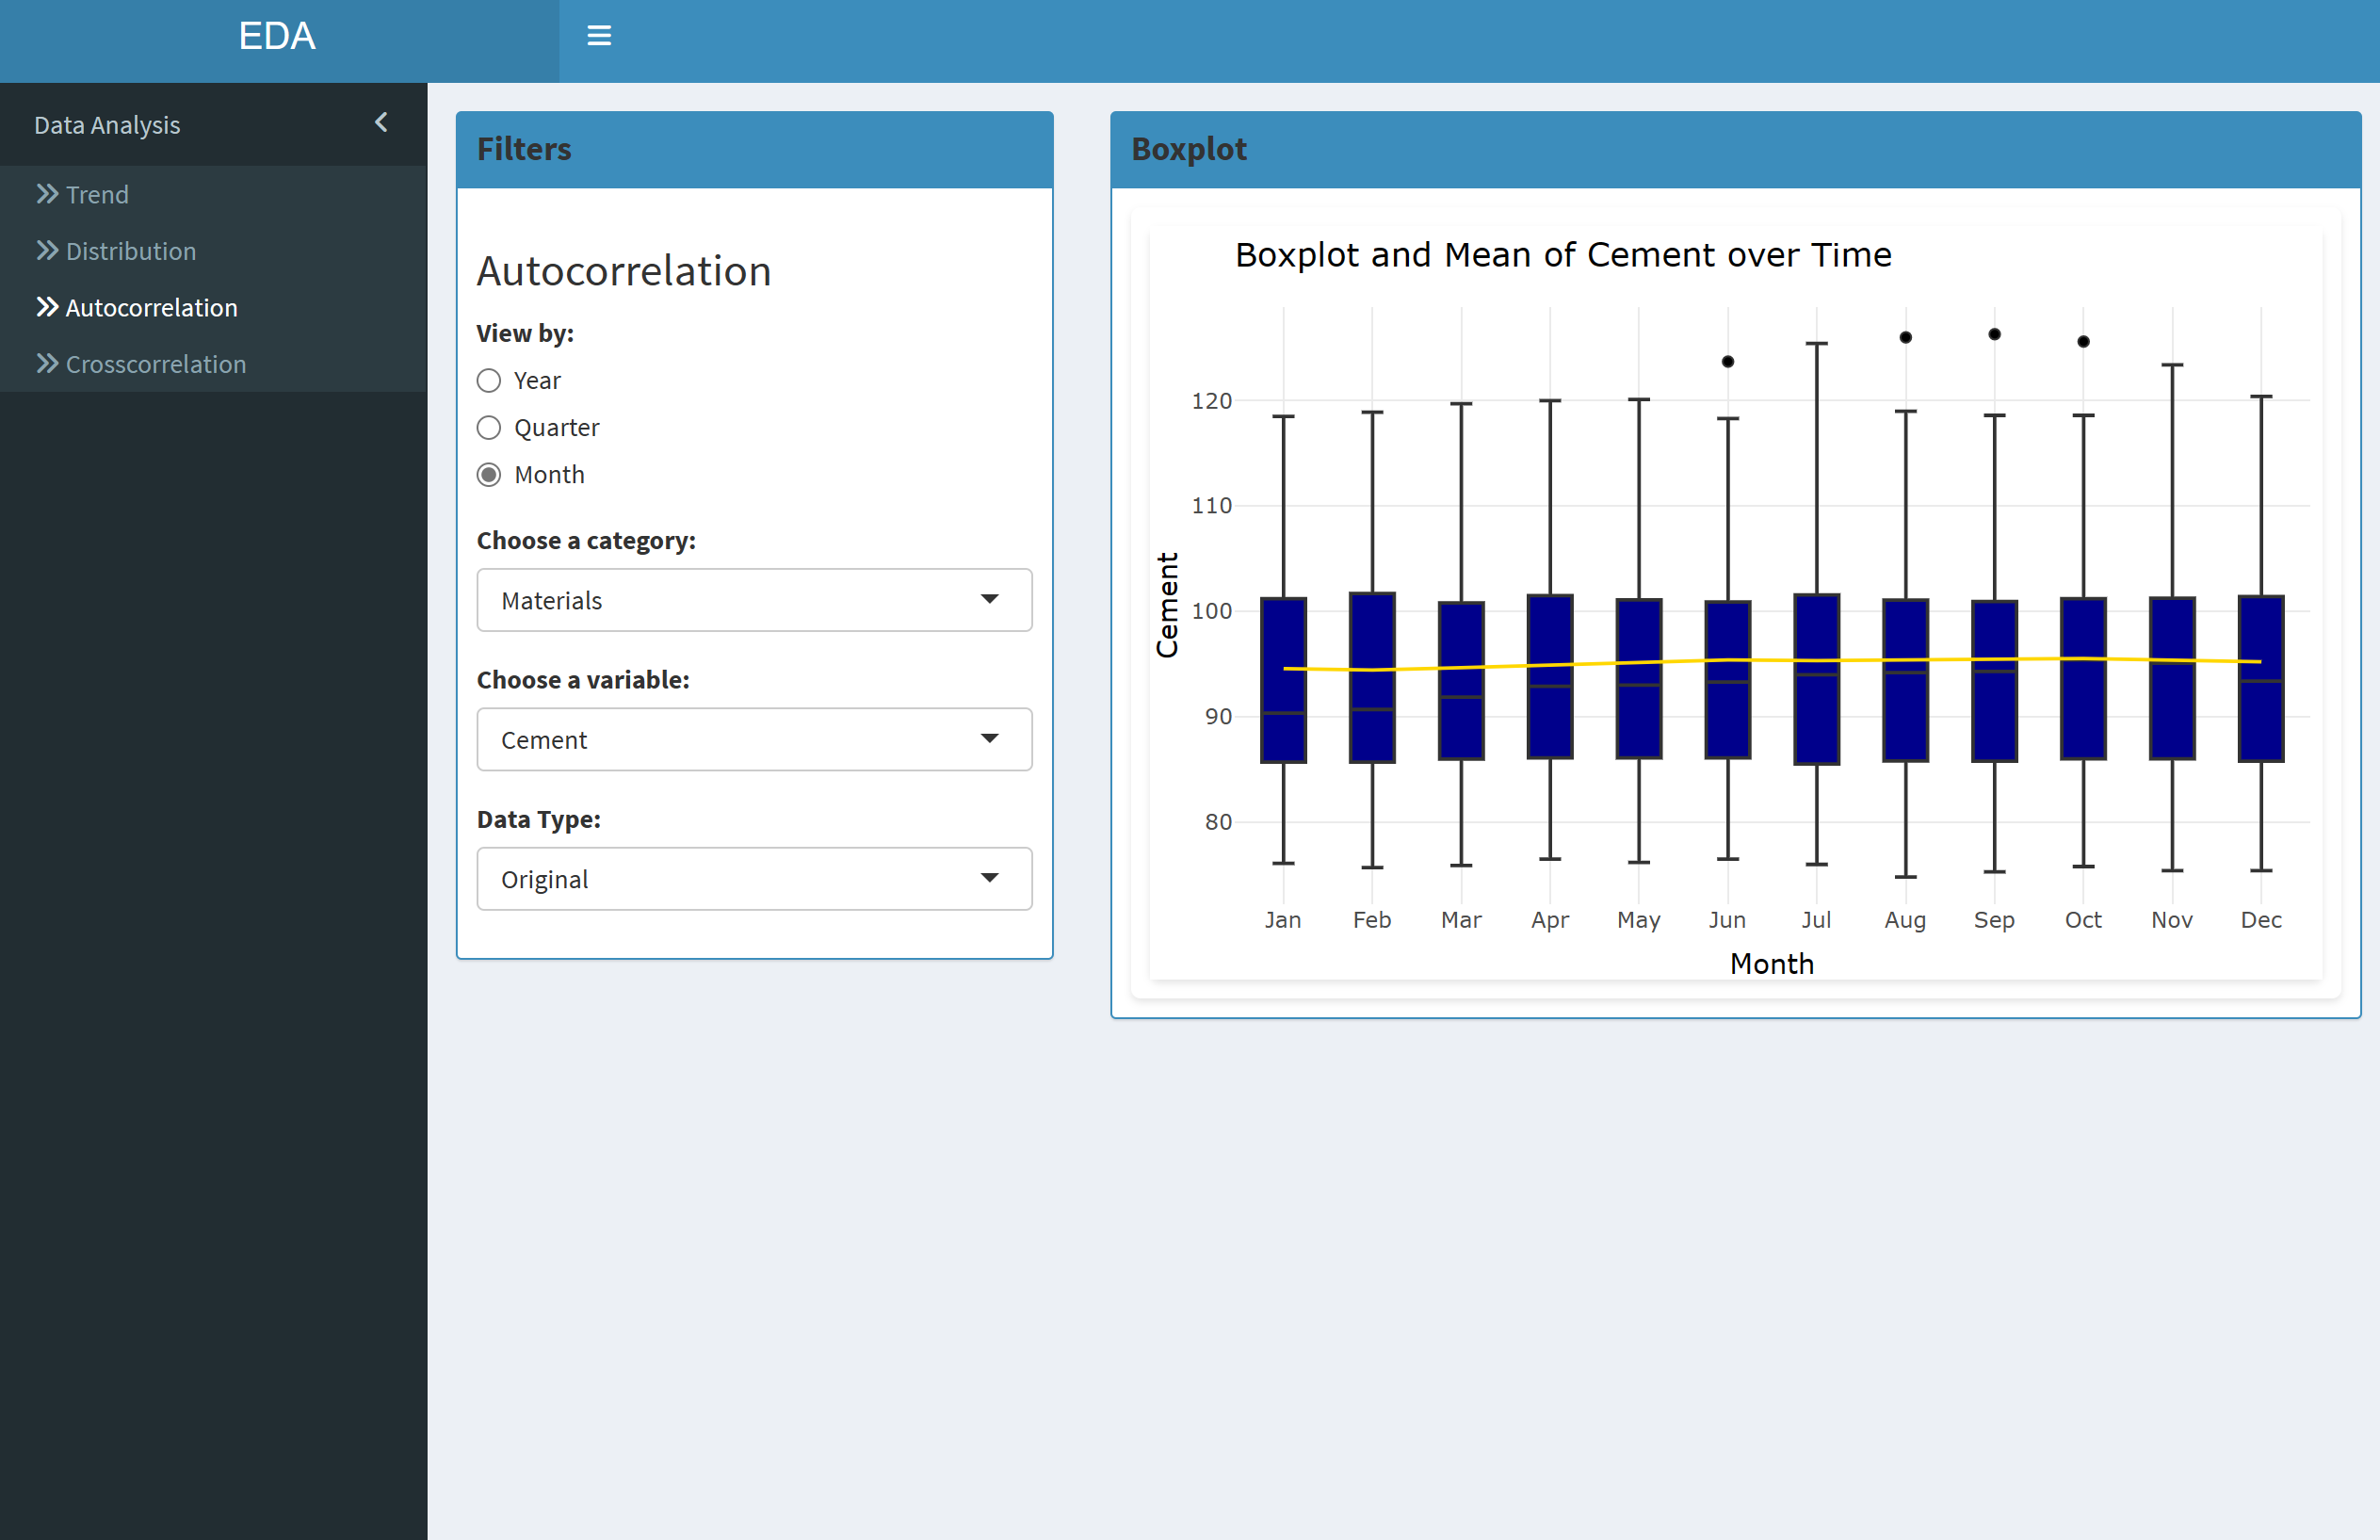 EDA
Data Analysis
Trend
Distribution
Autocorrelation
Crosscorrelation
Filters
Autocorrelation
View by:
Year
Quarter
Month
Choose a category:
Materials
Choose a variable:
Cement
Data Type:
Original
Boxplot
Boxplot and Mean of Cement over Time
120
110
100
90
80
Cement
Jan Feb Mar Apr May Jun Jul Aug Sep Oct Nov Dec
Month